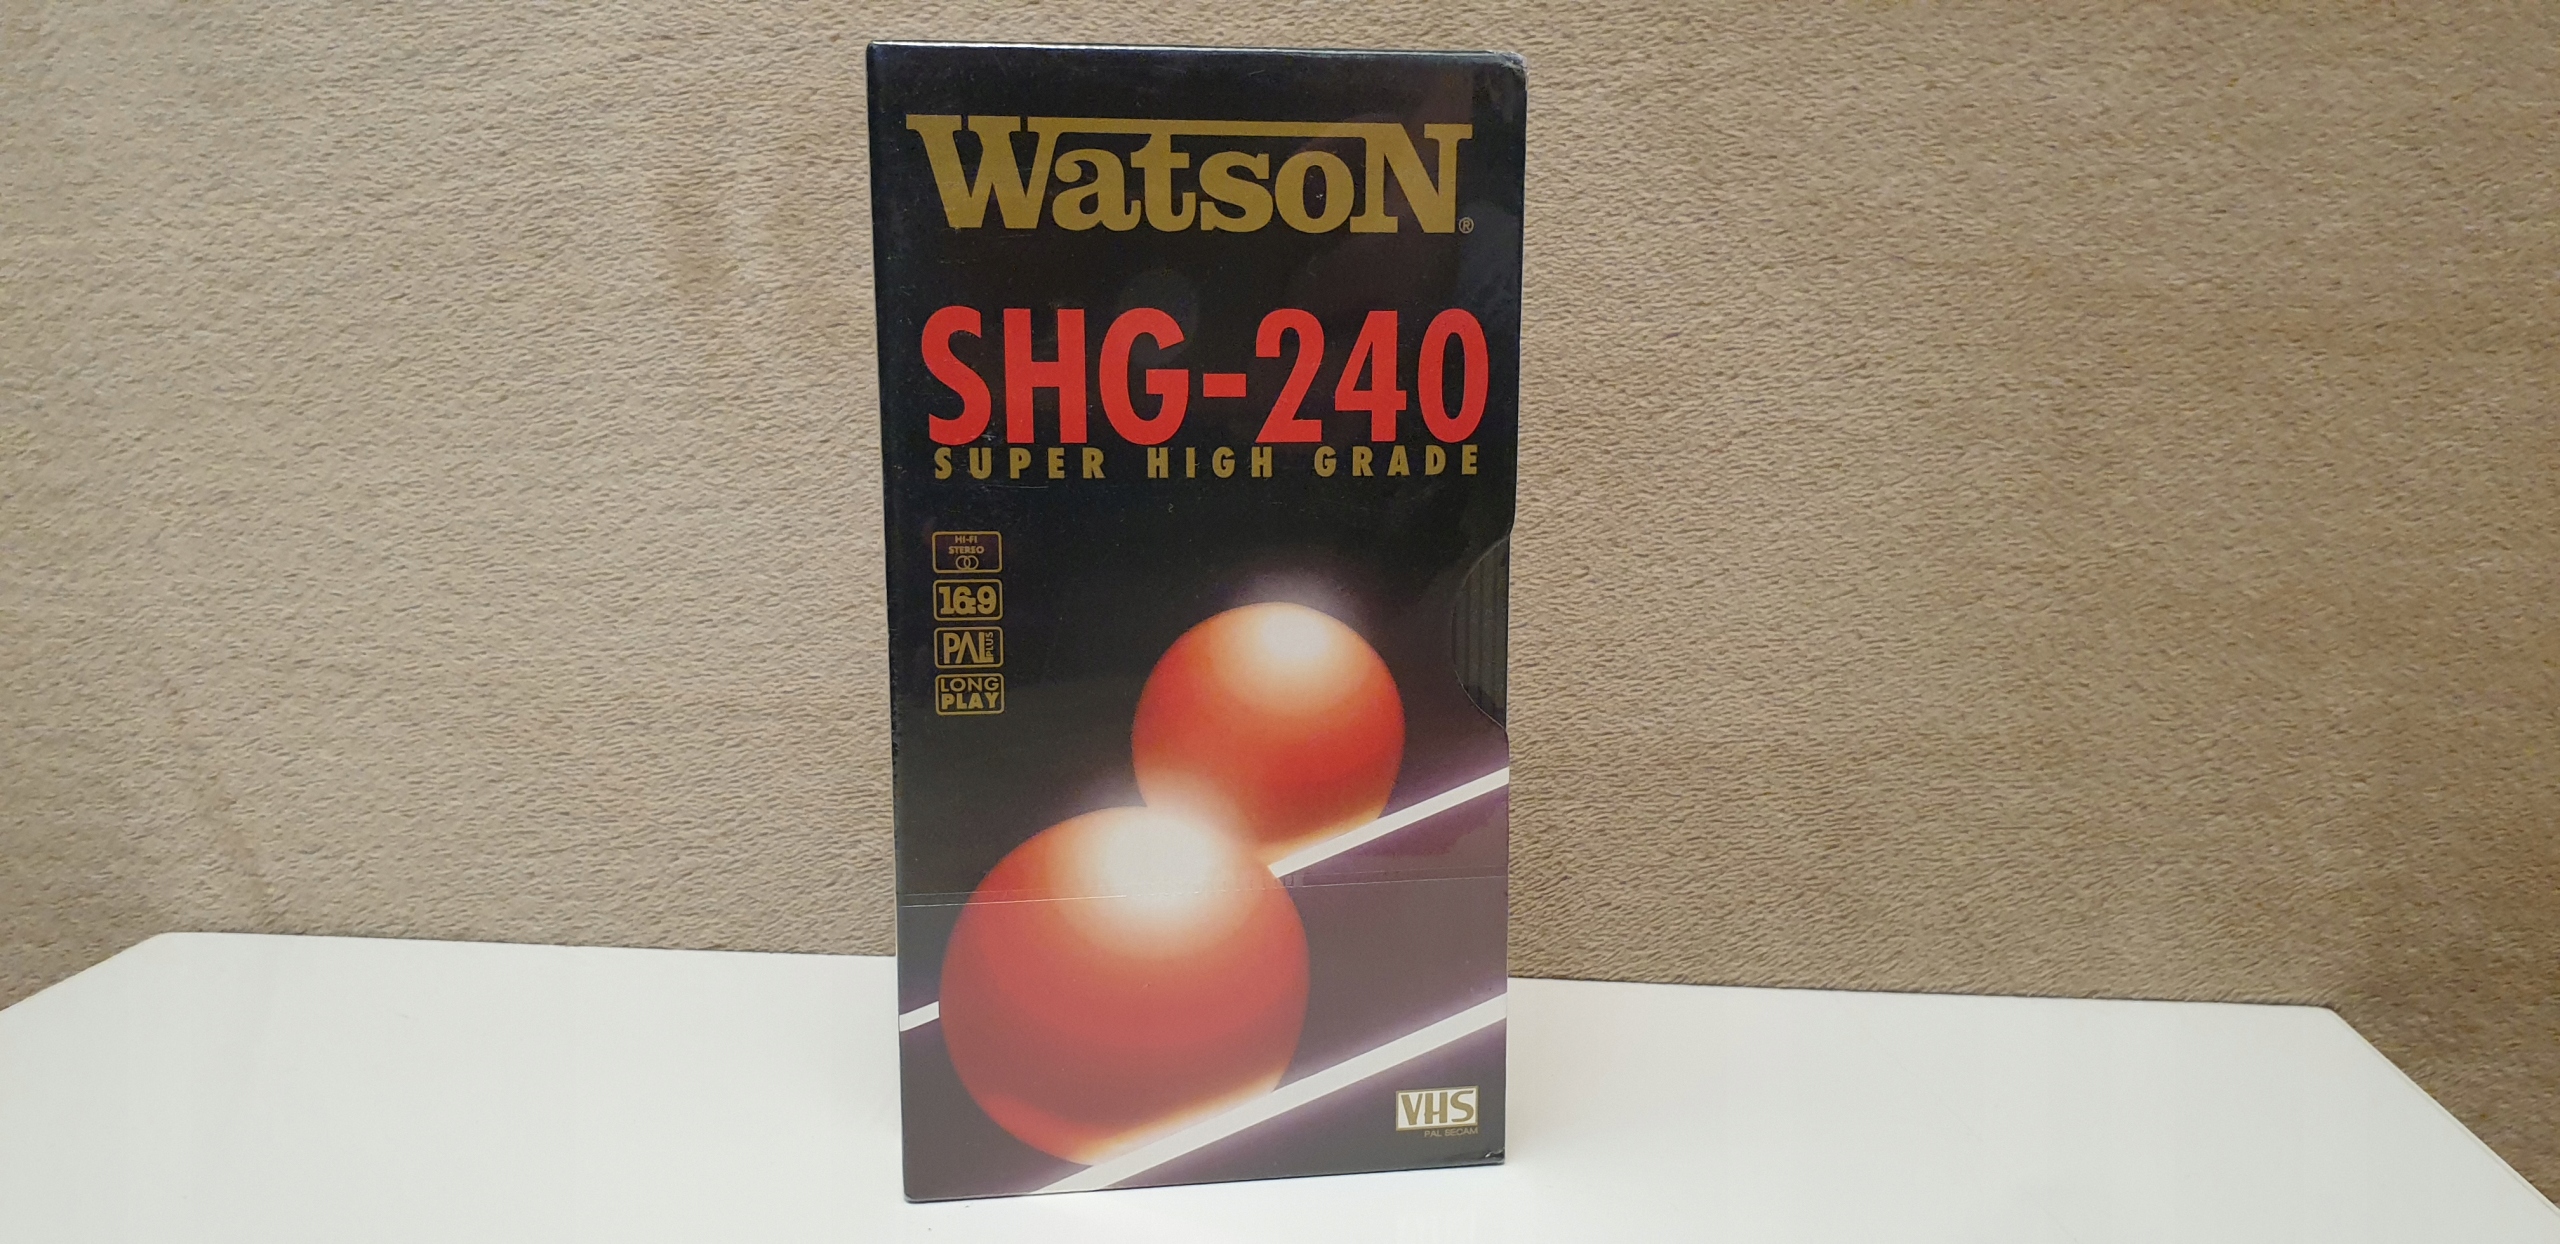 WatsoN®
SHG-240
SUPER HIGH GRADE
HI-FI
STEREO
16:9
PAL PLUS
LONG
PLAY
VHS
PAL SECAM